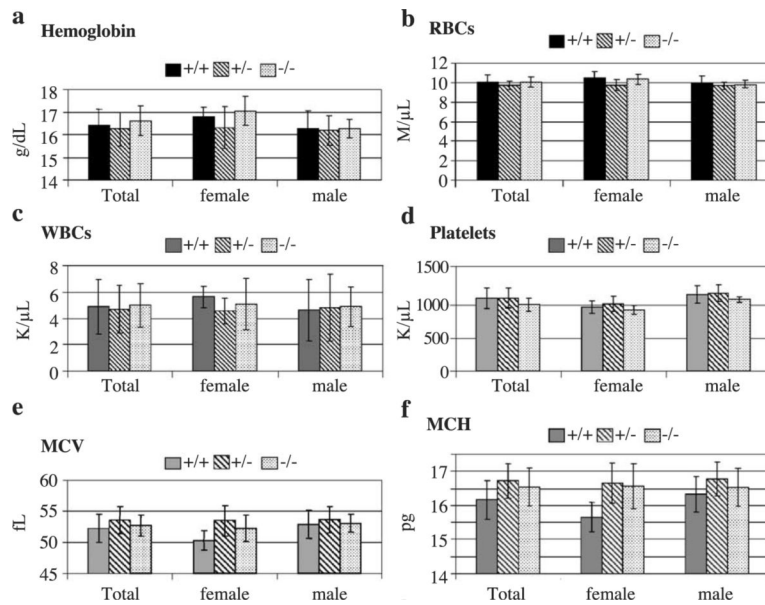 a Hemoglobin
+/+ +/- -/-
g/dL
18
17
16
15
14
Total female male
b RBCs
+/+ +/- -/-
M/µL
12
10
8
6
4
2
0
Total female male
c WBCs
+/+ +/- -/-
K/µL
8
6
4
2
0
Total female male
d Platelets
+/+ +/- -/-
K/µL
1500
1000
500
0
Total female male
e MCV
+/+ +/- -/-
fL
60
55
50
45
Total female male
f MCH
+/+ +/- -/-
pg
17
16
15
14
Total female male